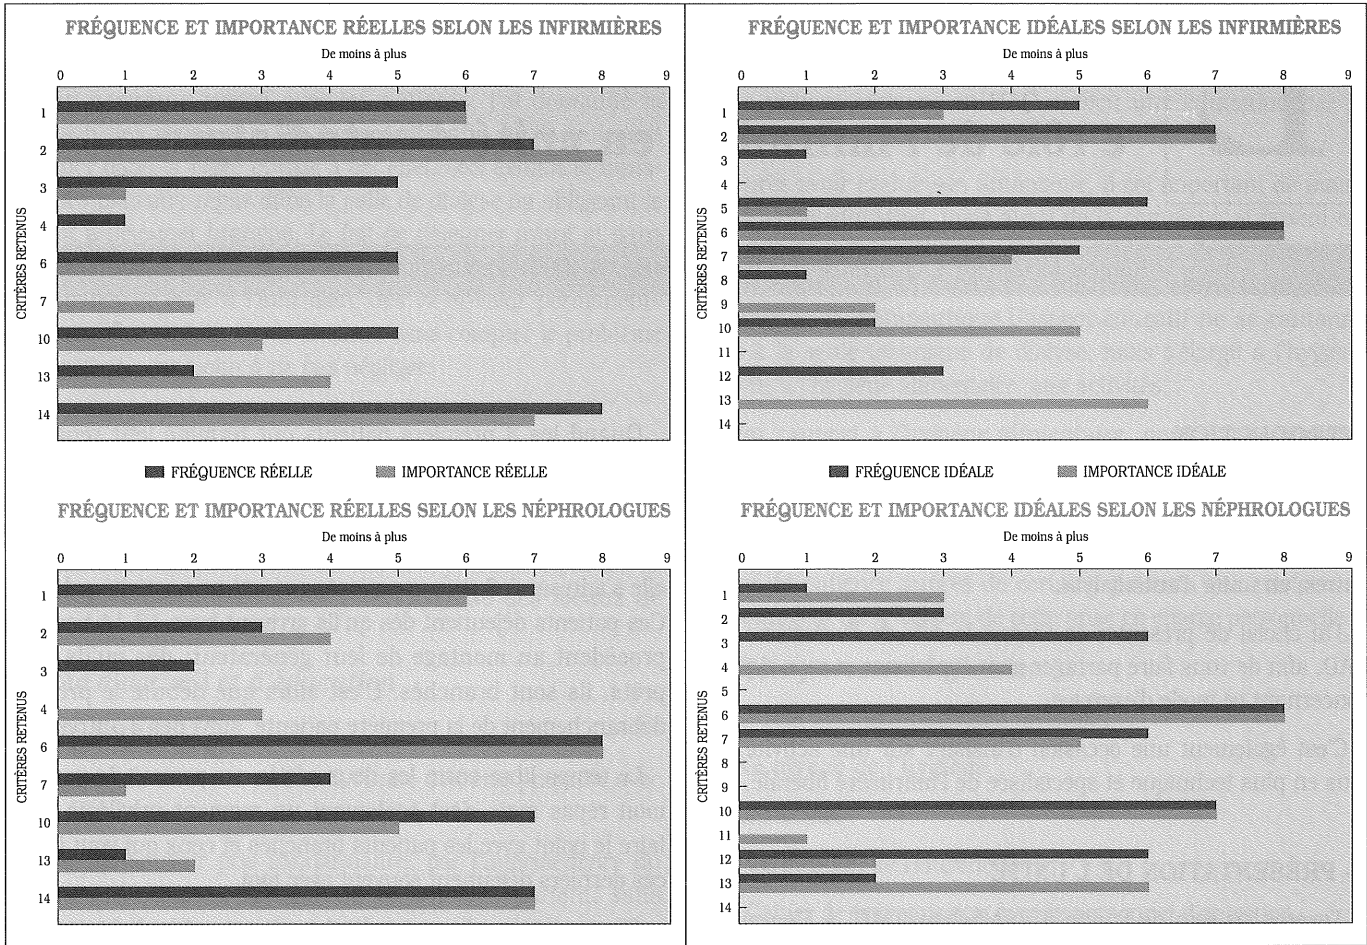 FRÉQUENCE ET IMPORTANCE RÉELLES SELON LES INFIRMIÈRES
De moins à plus
0 1 2 3 4 5 6 7 8 9
CRITÈRES RETENUS
1
2
3
4
6
7
10
13
14
FRÉQUENCE RÉELLE IMPORTANCE RÉELLE
FRÉQUENCE ET IMPORTANCE IDÉALES SELON LES INFIRMIÈRES
De moins à plus
0 1 2 3 4 5 6 7 8 9
CRITÈRES RETENUS
1
2
3
4
5
6
7
8
9
10
11
12
13
14
FRÉQUENCE IDÉALE IMPORTANCE IDÉALE
FRÉQUENCE ET IMPORTANCE RÉELLES SELON LES NÉPHROLOGUES
De moins à plus
0 1 2 3 4 5 6 7 8 9
CRITÈRES RETENUS
1
2
3
4
6
7
10
13
14
FRÉQUENCE ET IMPORTANCE IDÉALES SELON LES NÉPHROLOGUES
De moins à plus
0 1 2 3 4 5 6 7 8 9
CRITÈRES RETENUS
1
2
3
4
5
6
7
8
9
10
11
12
13
14